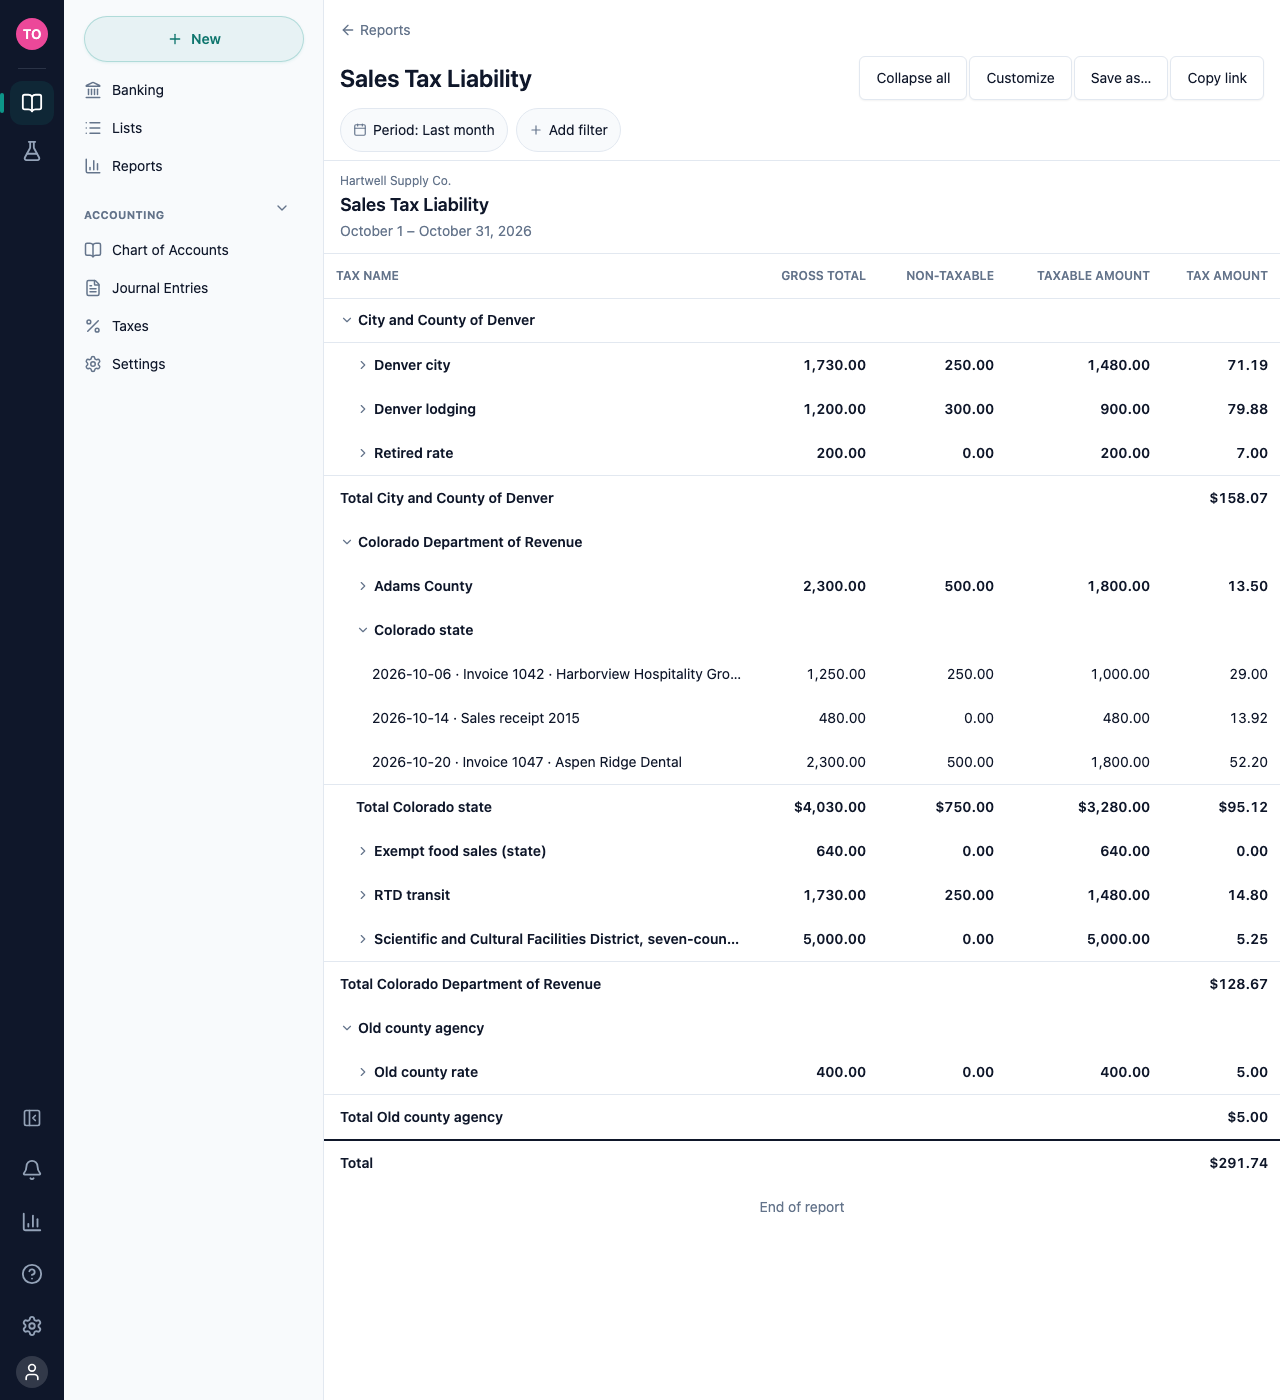 TO
New
Banking
Lists
Reports
ACCOUNTING
Chart of Accounts
Journal Entries
Taxes
Settings
Reports
Sales Tax Liability
Collapse all
Customize
Save as...
Copy link
Period: Last month
Add filter
Hartwell Supply Co.
Sales Tax Liability
October 1 – October 31, 2026
TAX NAME GROSS TOTAL NON-TAXABLE TAXABLE AMOUNT TAX AMOUNT
City and County of Denver
Denver city 1,730.00 250.00 1,480.00 71.19
Denver lodging 1,200.00 300.00 900.00 79.88
Retired rate 200.00 0.00 200.00 7.00
Total City and County of Denver $158.07
Colorado Department of Revenue
Adams County 2,300.00 500.00 1,800.00 13.50
Colorado state
2026-10-06 · Invoice 1042 · Harborview Hospitality Gro... 1,250.00 250.00 1,000.00 29.00
2026-10-14 · Sales receipt 2015 480.00 0.00 480.00 13.92
2026-10-20 · Invoice 1047 · Aspen Ridge Dental 2,300.00 500.00 1,800.00 52.20
Total Colorado state $4,030.00 $750.00 $3,280.00 $95.12
Exempt food sales (state) 640.00 0.00 640.00 0.00
RTD transit 1,730.00 250.00 1,480.00 14.80
Scientific and Cultural Facilities District, seven-coun... 5,000.00 0.00 5,000.00 5.25
Total Colorado Department of Revenue $128.67
Old county agency
Old county rate 400.00 0.00 400.00 5.00
Total Old county agency $5.00
Total $291.74
End of report